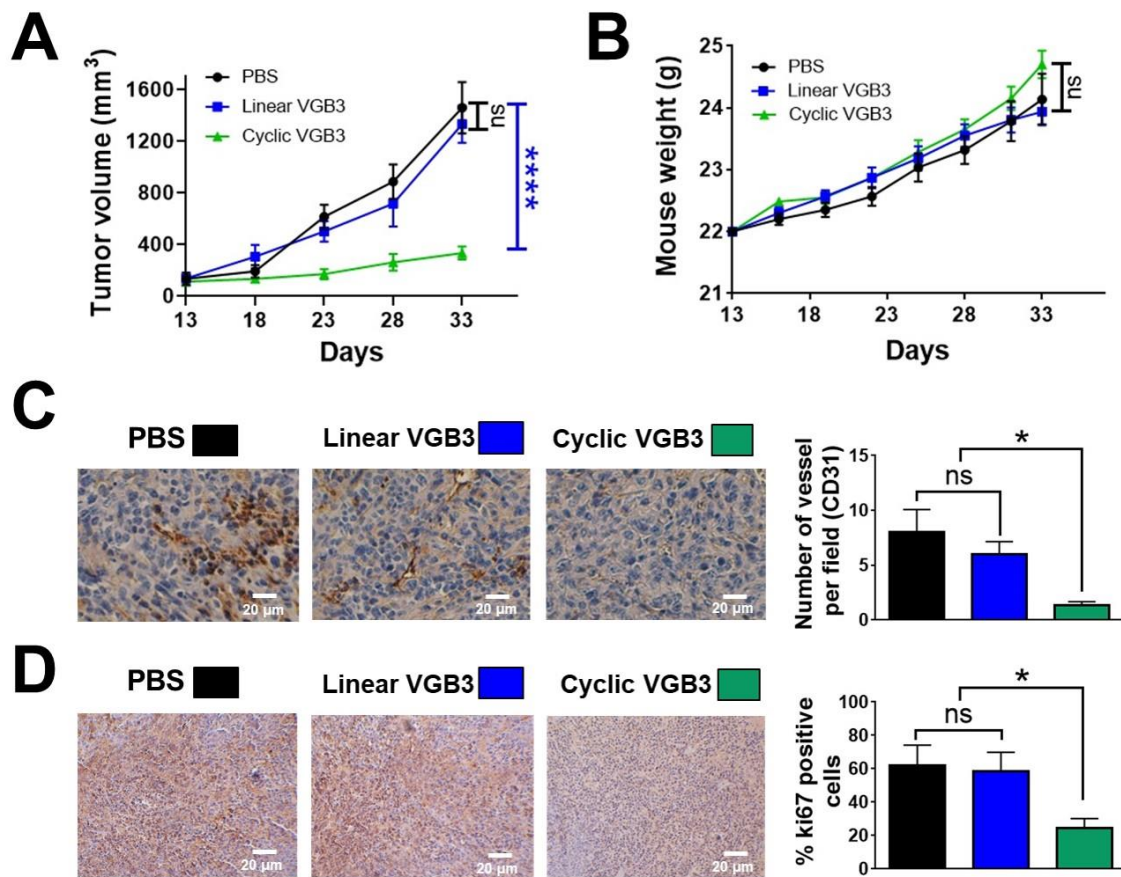 A
Tumor volume (mm³)
1600
1200
800
400
0
13 18 23 28 33
Days
PBS
Linear VGB3
Cyclic VGB3
ns
****
B
Mouse weight (g)
25
24
23
22
21
13 18 23 28 33
Days
PBS
Linear VGB3
Cyclic VGB3
ns
C
PBS
Linear VGB3
Cyclic VGB3
20 µm
20 µm
20 µm
Number of vessel
per field (CD31)
15
10
5
0
ns
*
D
PBS
Linear VGB3
Cyclic VGB3
20 µm
20 µm
20 µm
% ki67 positive
cells
100
80
60
40
20
0
ns
*